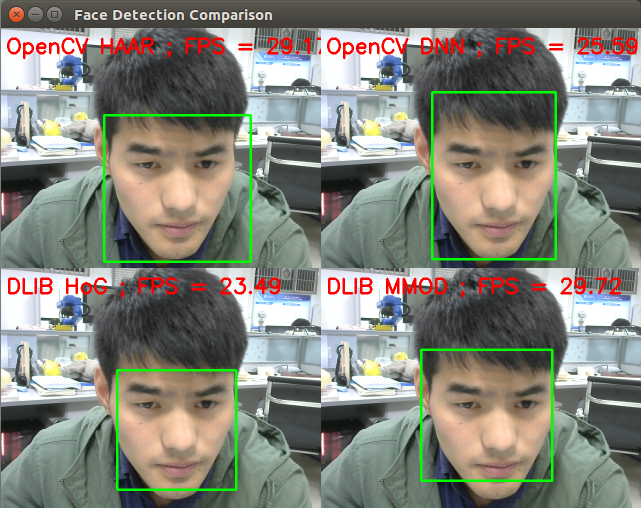 Face Detection Comparison
OpenCV HAAR ; FPS = 29.17
OpenCV DNN ; FPS = 25.59
DLIB HoG ; FPS = 23.49
DLIB MMOD ; FPS = 29.72